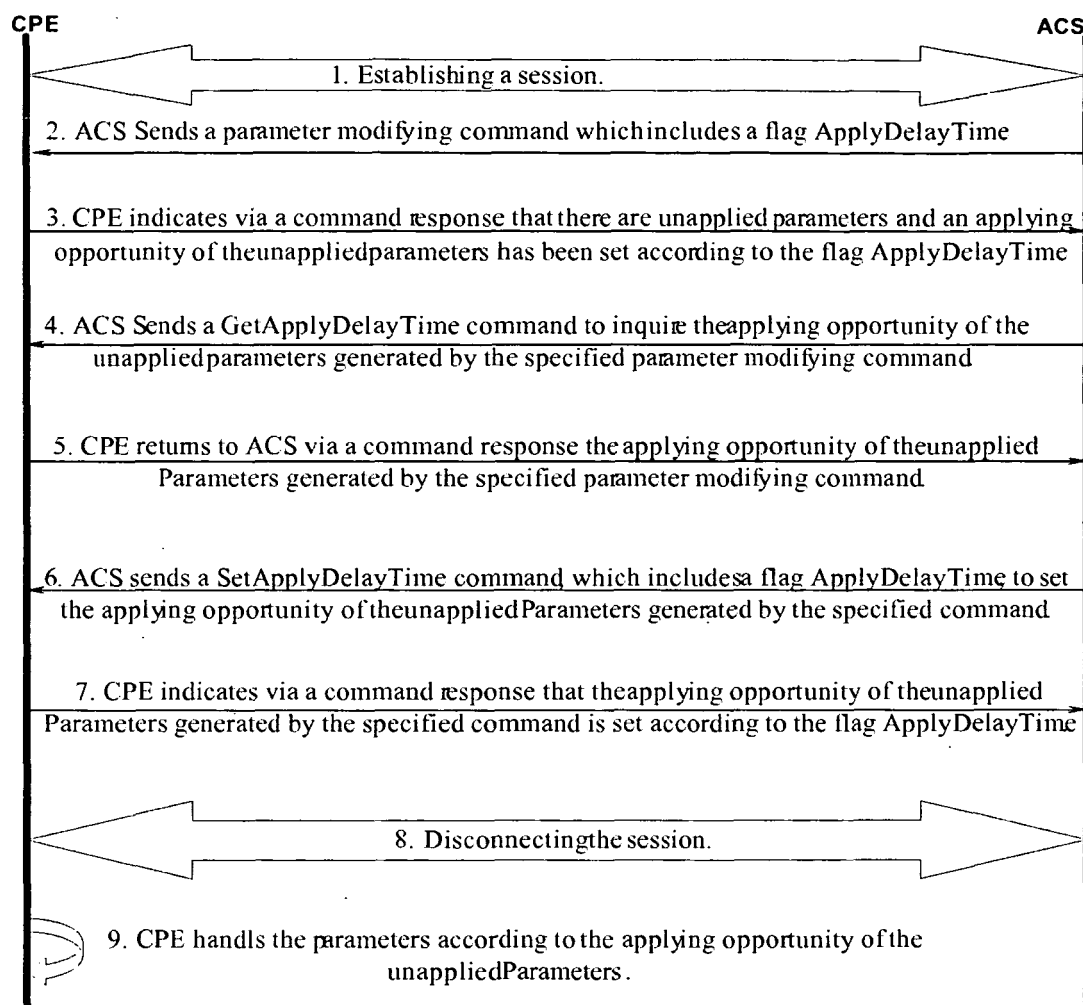 CPE
ACS
1. Establishing a session.
2. ACS Sends a parameter modifying command which includes a flag ApplyDelayTime
3. CPE indicates via a command response that there are unapplied parameters and an applying
opportunity of theunappliedparameters has been set according to the flag ApplyDelayTime
4. ACS Sends a GetApplyDelayTime command to inquire theapplying opportunity of the
unappliedparameters generated by the specified parameter modifying command
5. CPE returns to ACS via a command response theapplying opportunity of theunapplied
Parameters generated by the specified parameter modifying command
6. ACS sends a SetApplyDelayTime command which includesa flag ApplyDelayTime to set
the applying opportunity of theunappliedParameters generated by the specified command
7. CPE indicates via a command response that theapplying opportunity of theunapplied
Parameters generated by the specified command is set according to the flag ApplyDelayTime
8. Disconnectingthe session.
9. CPE handls the parameters according to the applying opportunity of the
unappliedParameters.